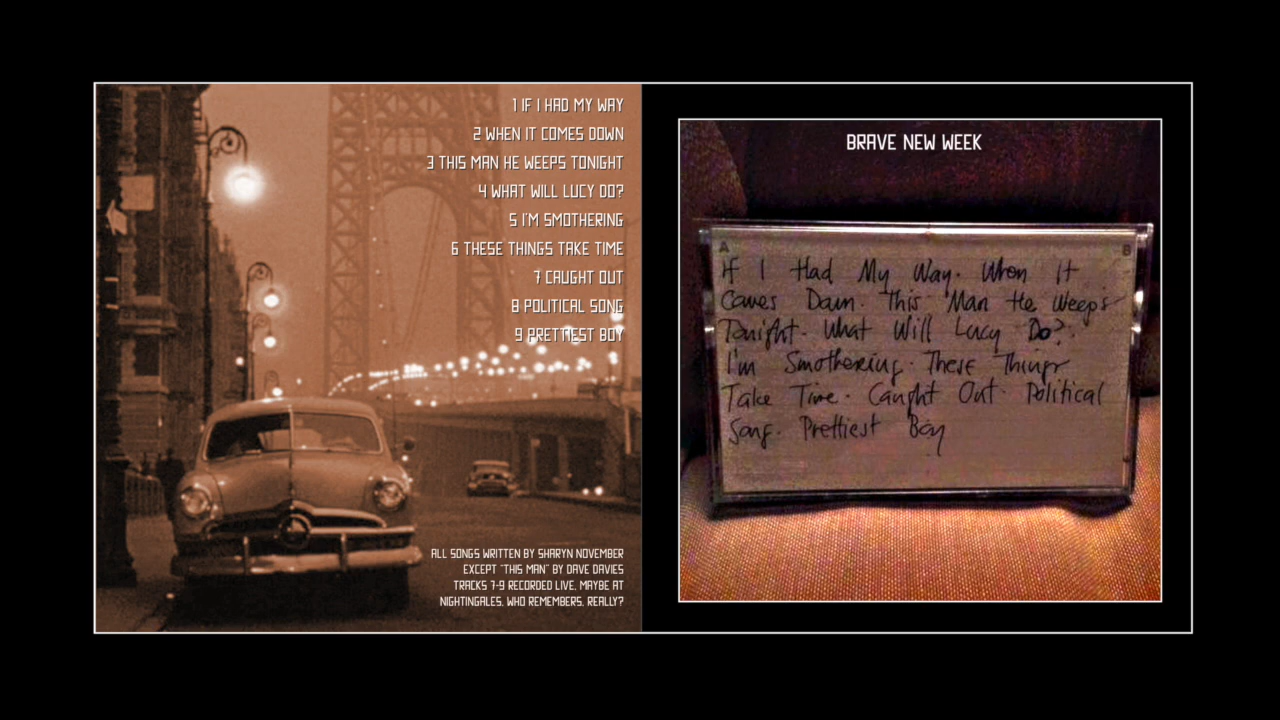 1 IF I HAD MY WAY
2 WHEN IT COMES DOWN
3 THIS MAN HE WEEPS TONIGHT
4 WHAT WILL LUCY DO?
5 I'M SMOTHERING
6 THESE THINGS TAKE TIME
7 CAUGHT OUT
8 POLITICAL SONG
9 PRETTIEST BOY
ALL SONGS WRITTEN BY SHARYN NOVEMBER
EXCEPT "THIS MAN" BY DAVE DAVIES
TRACKS 7-9 RECORDED LIVE, MAYBE AT
NIGHTINGALES. WHO REMEMBERS, REALLY?
BRAVE NEW WEEK
A B
If I Had My Way. When It
Comes Down. This Man He Weeps
Tonight. What Will Lucy Do?.
I'm Smothering. These Things
Take Time. Caught Out. Political
Song. Prettiest Boy